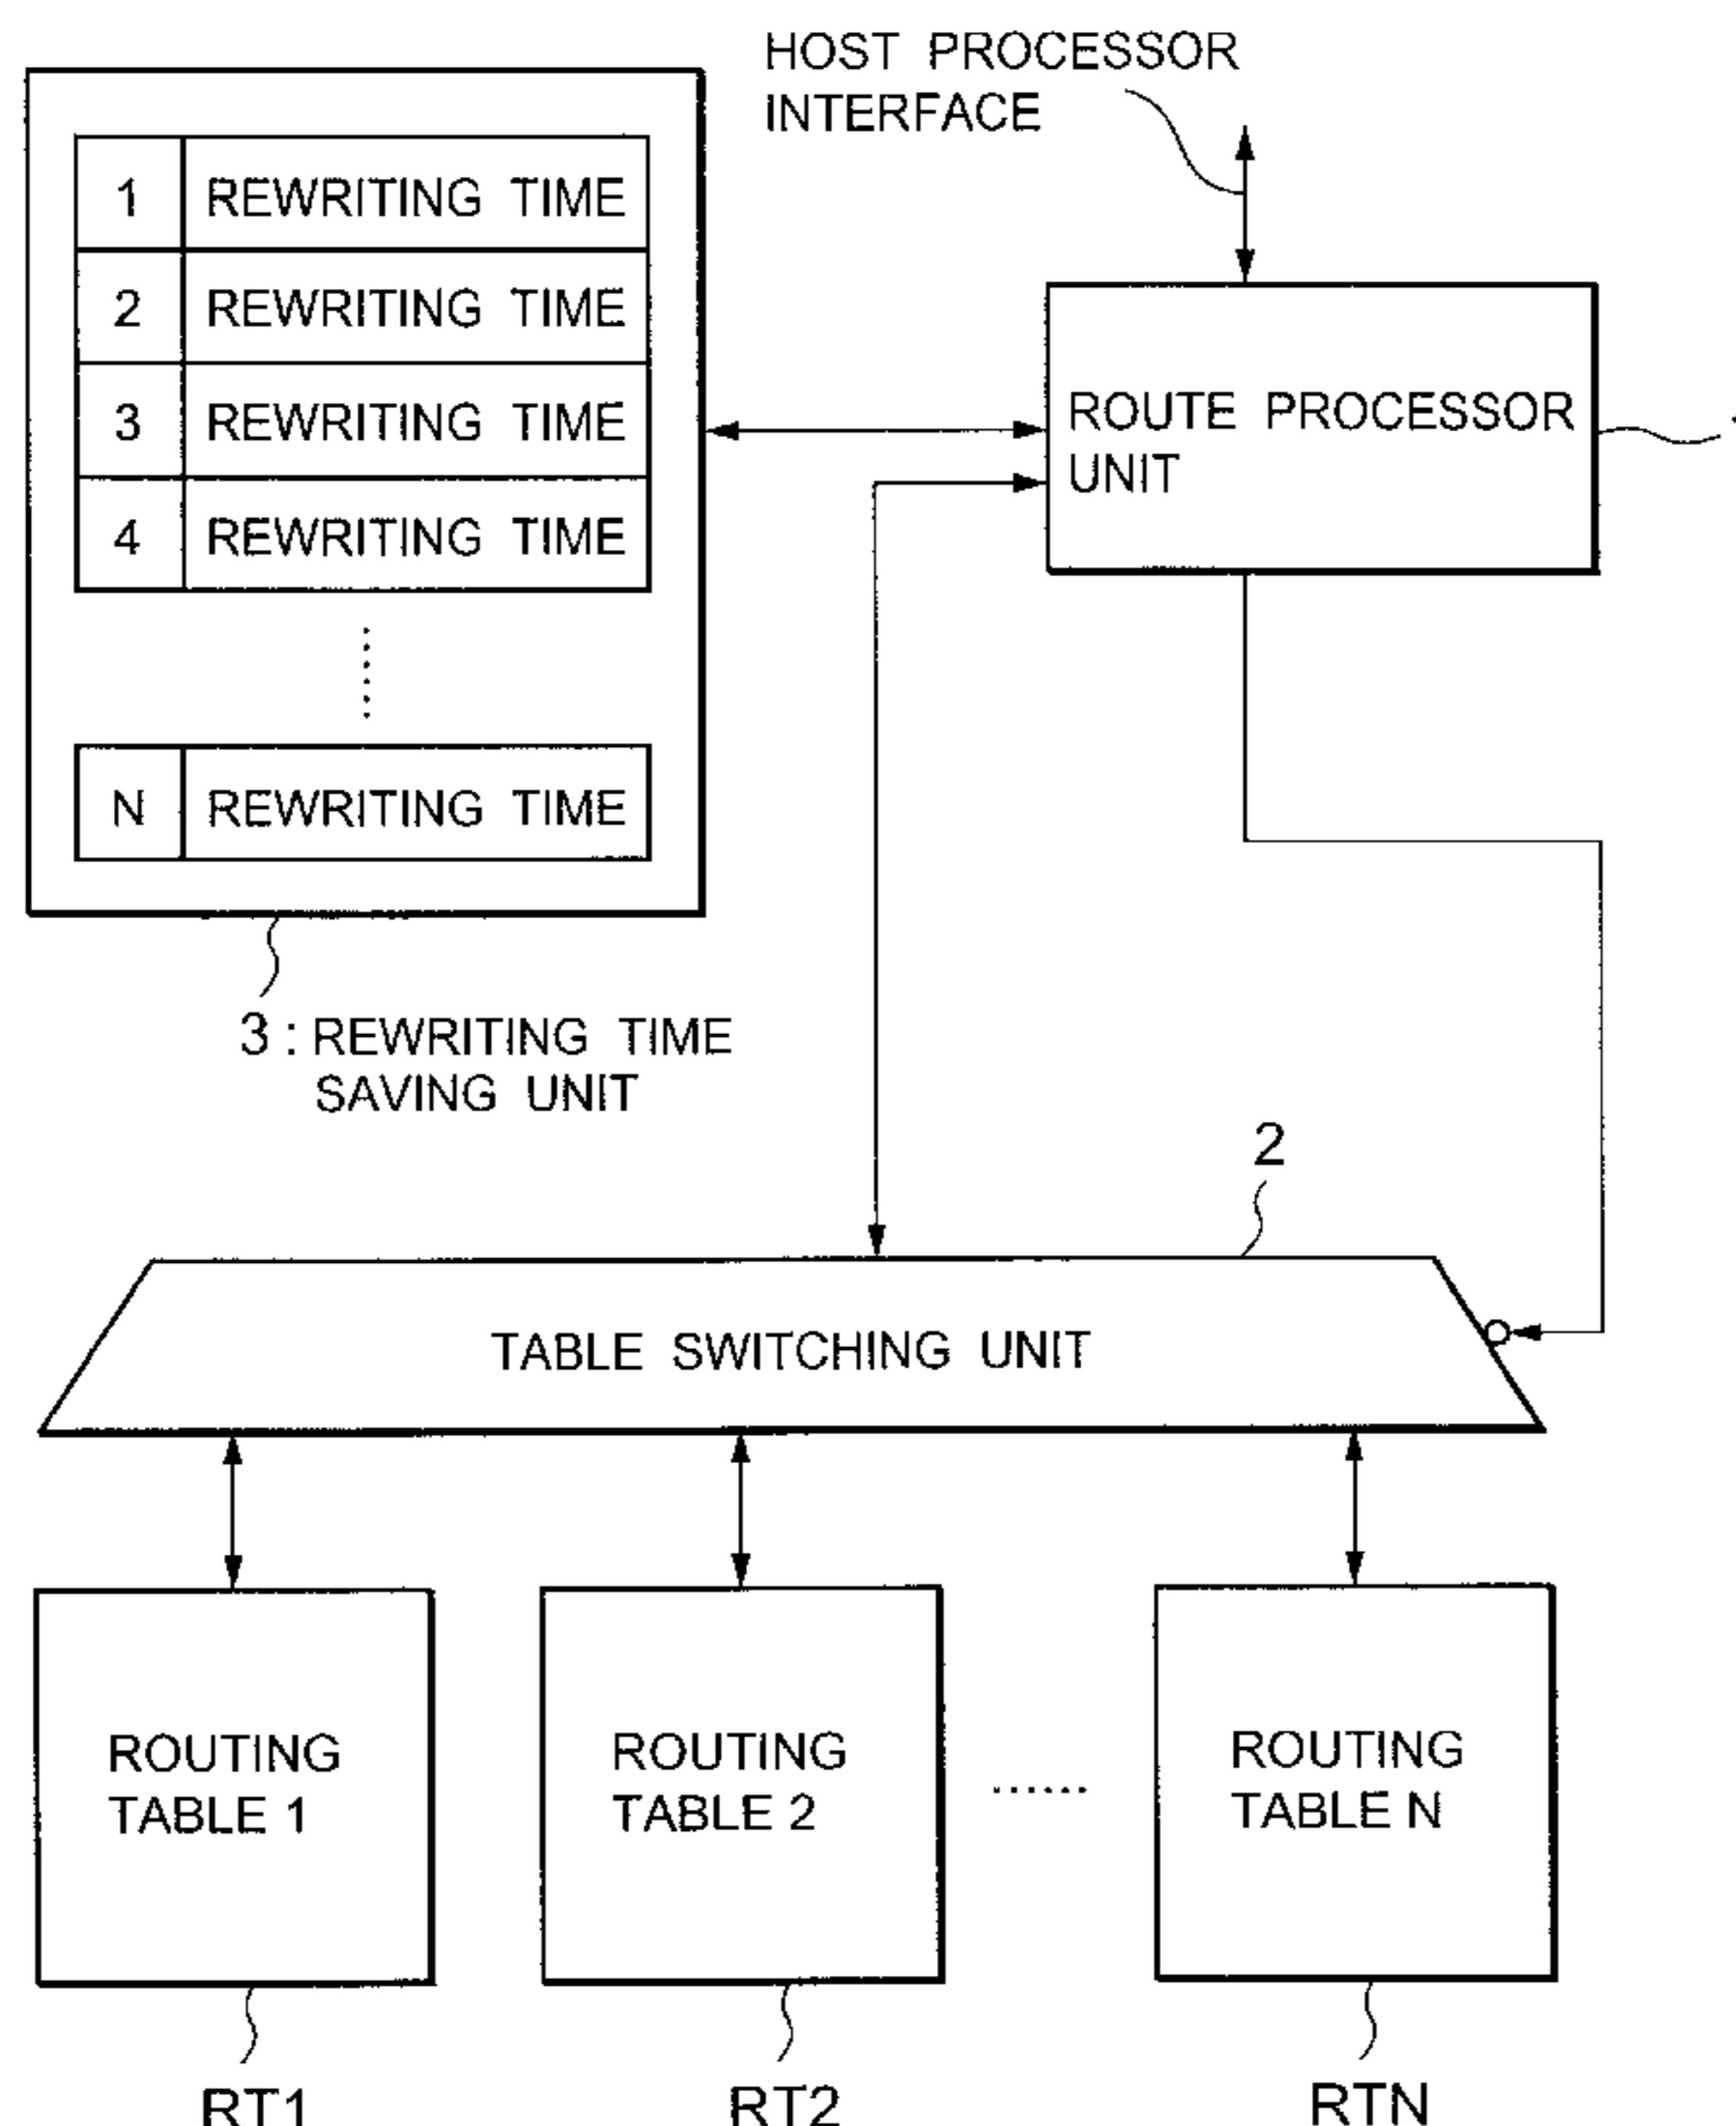 HOST PROCESSOR
INTERFACE
1 REWRITING TIME
2 REWRITING TIME
3 REWRITING TIME
4 REWRITING TIME
N REWRITING TIME
ROUTE PROCESSOR
UNIT
3 : REWRITING TIME
SAVING UNIT
2
TABLE SWITCHING UNIT
ROUTING
TABLE 1
ROUTING
TABLE 2
ROUTING
TABLE N
RT1
RT2
RTN